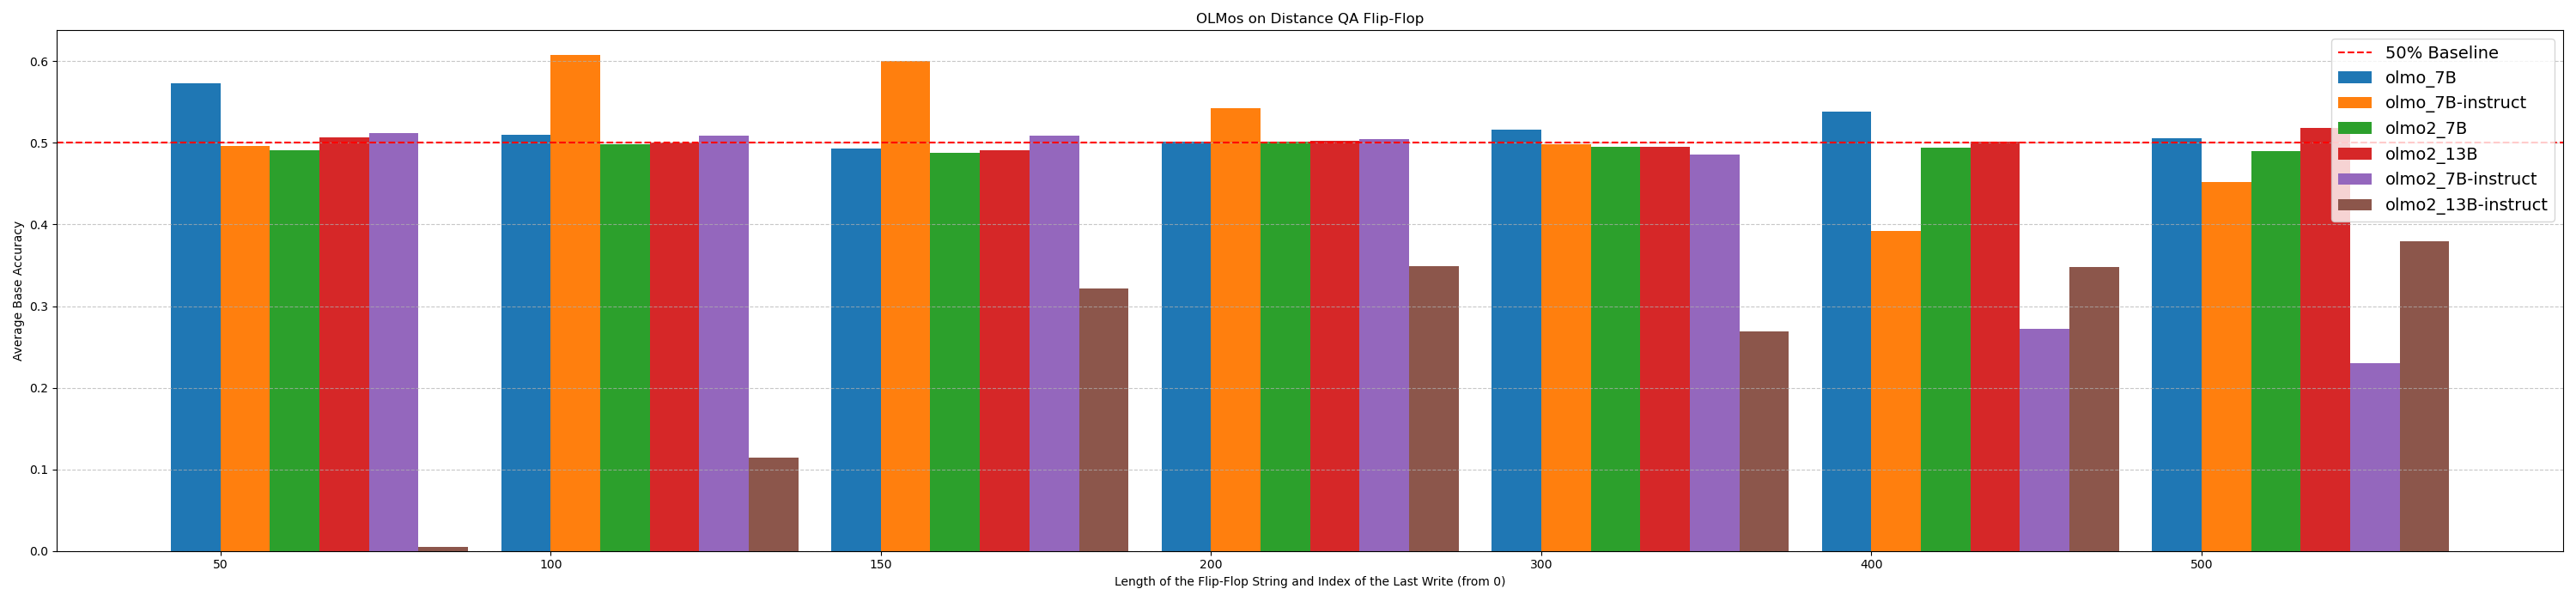 OLMos on Distance QA Flip-Flop
50% Baseline
olmo_7B
olmo_7B-instruct
olmo2_7B
olmo2_13B
olmo2_7B-instruct
olmo2_13B-instruct
Average Base Accuracy
0.6
0.5
0.4
0.3
0.2
0.1
0.0
50
100
150
200
300
400
500
Length of the Flip-Flop String and Index of the Last Write (from 0)